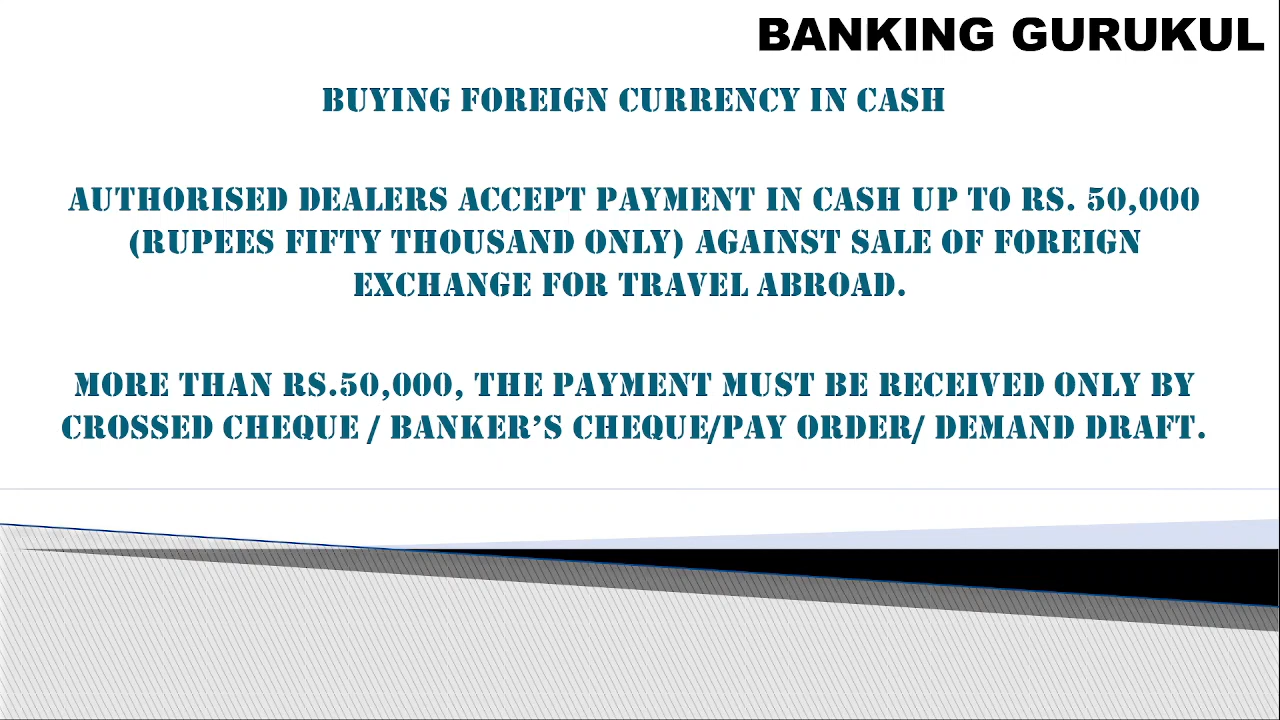 BANKING GURUKUL
BUYING FOREIGN CURRENCY IN CASH
AUTHORISED DEALERS ACCEPT PAYMENT IN CASH UP TO RS. 50,000
(RUPEES FIFTY THOUSAND ONLY) AGAINST SALE OF FOREIGN
EXCHANGE FOR TRAVEL ABROAD.
MORE THAN RS.50,000, THE PAYMENT MUST BE RECEIVED ONLY BY
CROSSED CHEQUE / BANKER’S CHEQUE/PAY ORDER/ DEMAND DRAFT.